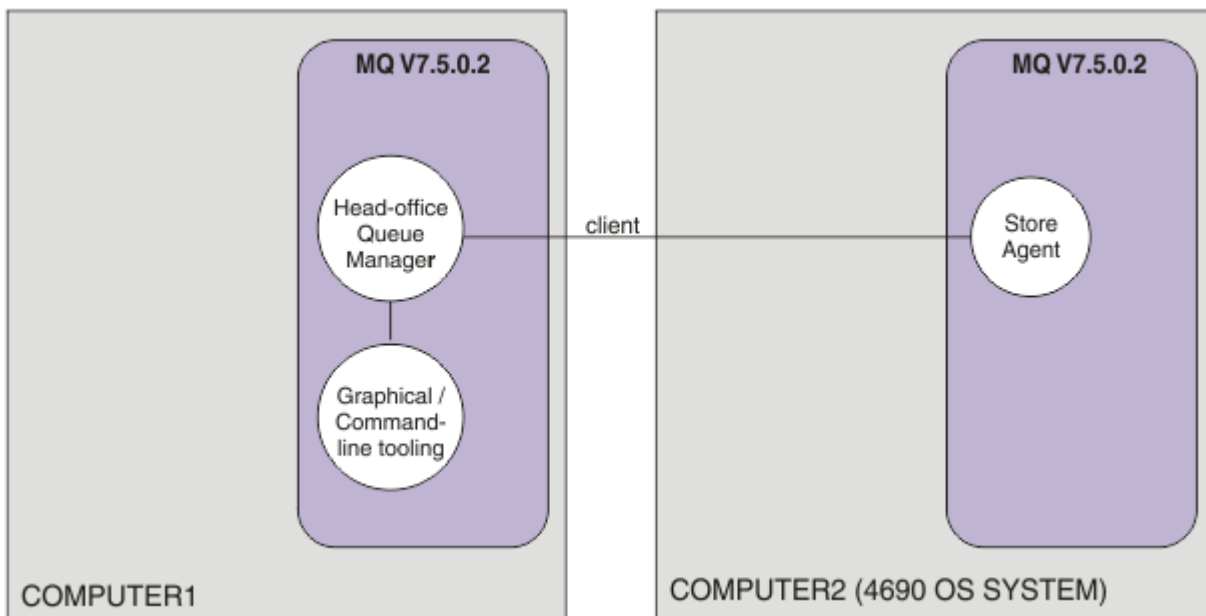 MQ V7.5.0.2
Head-office
Queue
Manager
Graphical /
Command-
line tooling
COMPUTER1
client
MQ V7.5.0.2
Store
Agent
COMPUTER2 (4690 OS SYSTEM)